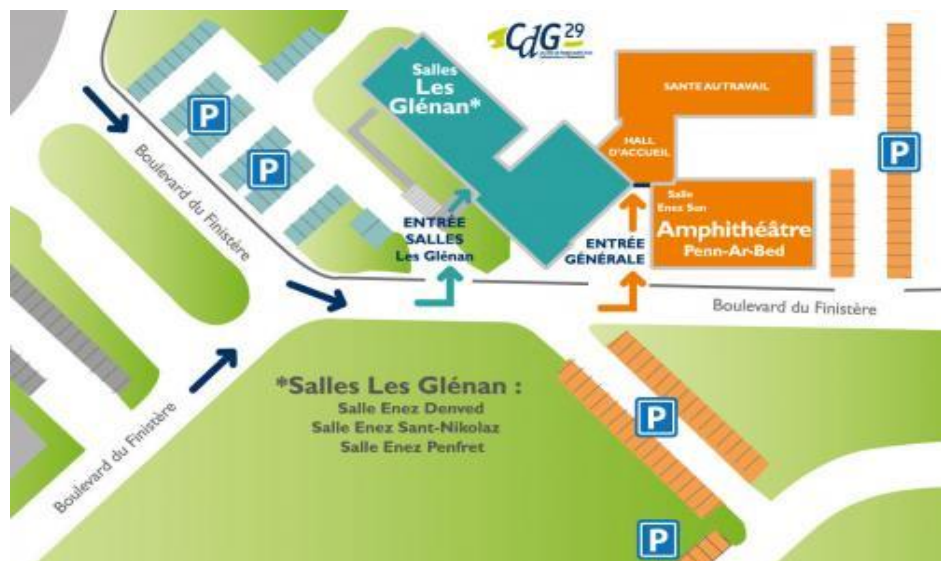 CdG 29
Salles
Les
Glénan*
SANTE AU TRAVAIL
HALL
D'ACCUEIL
P
P
P
Boulevard du Finistère
Salle
Enez Sun
Amphithéâtre
Penn-Ar-Bed
ENTRÉE
SALLES
Les Glénan
ENTRÉE
GÉNÉRALE
Boulevard du Finistère
*Salles Les Glénan :
Salle Enez Denved
Salle Enez Sant-Nikolaz
Salle Enez Penfret
P
Boulevard du Finistère
P